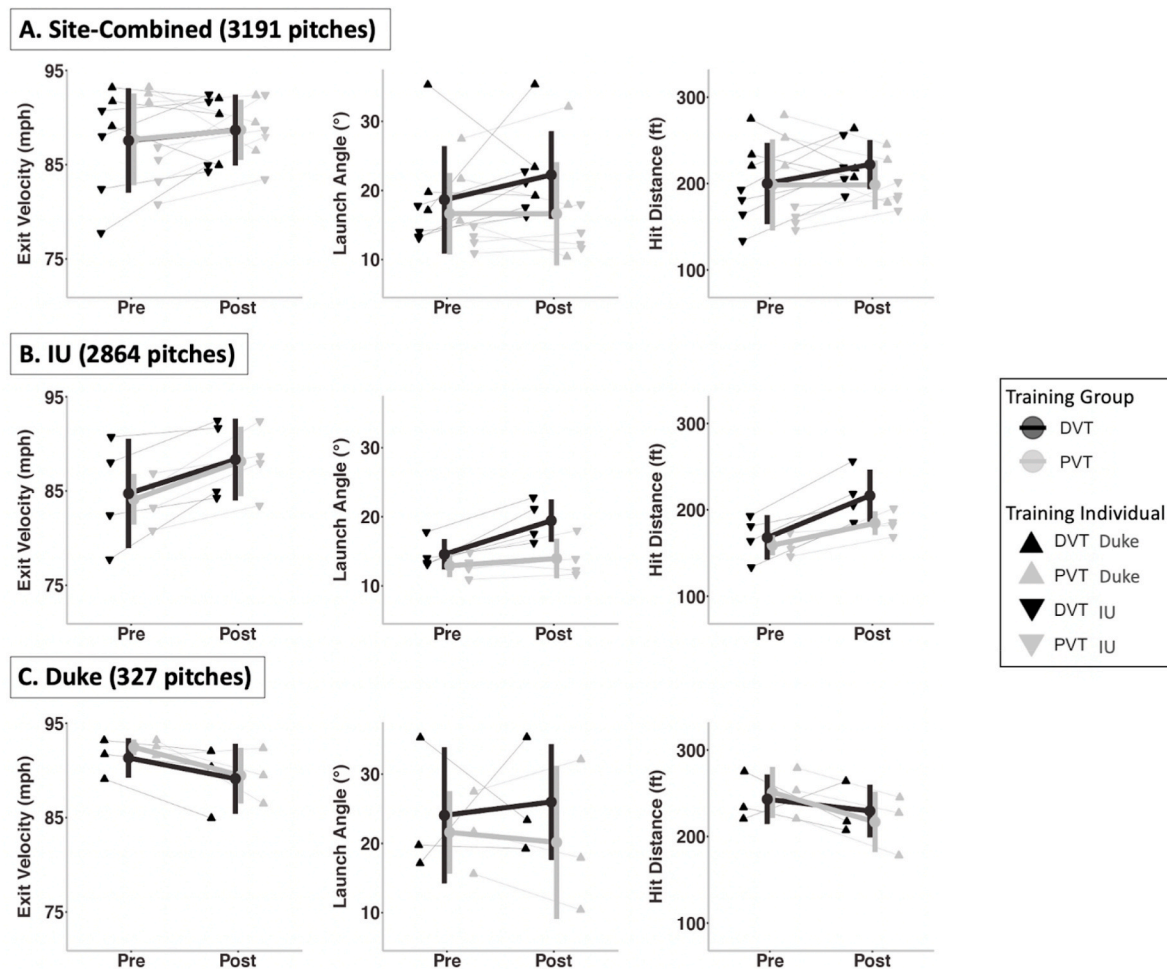 A. Site-Combined (3191 pitches)
Exit Velocity (mph)
95
85
75
Pre
Post
Launch Angle (°)
30
20
10
Pre
Post
Hit Distance (ft)
300
200
100
Pre
Post
B. IU (2864 pitches)
Exit Velocity (mph)
95
85
75
Pre
Post
Launch Angle (°)
30
20
10
Pre
Post
Hit Distance (ft)
300
200
100
Pre
Post
Training Group
DVT
PVT
Training Individual
DVT Duke
PVT Duke
DVT IU
PVT IU
C. Duke (327 pitches)
Exit Velocity (mph)
95
85
75
Pre
Post
Launch Angle (°)
30
20
10
Pre
Post
Hit Distance (ft)
300
200
100
Pre
Post